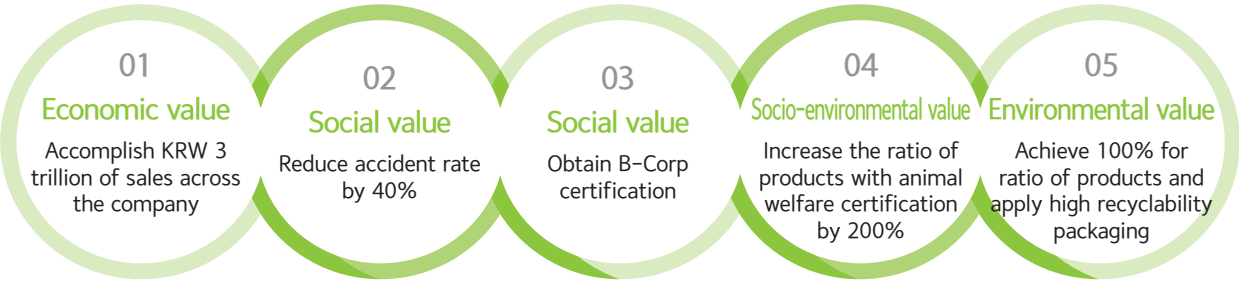 01
Economic value
Accomplish KRW 3
trillion of sales across
the company
02
Social value
Reduce accident rate
by 40%
03
Social value
Obtain B-Corp
certification
04
Socio-environmental value
Increase the ratio of
products with animal
welfare certification
by 200%
05
Environmental value
Achieve 100% for
ratio of products and
apply high recyclability
packaging